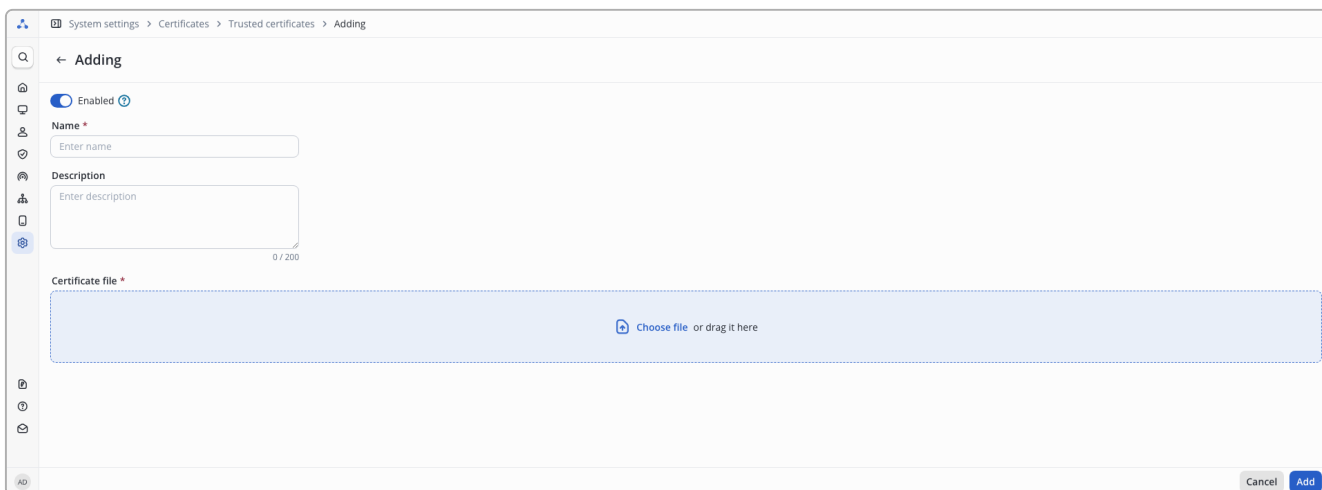 System settings > Certificates > Trusted certificates > Adding
← Adding
Enabled ?
Name *
Enter name
Description
Enter description
0 / 200
Certificate file *
Choose file or drag it here
AD
Cancel Add